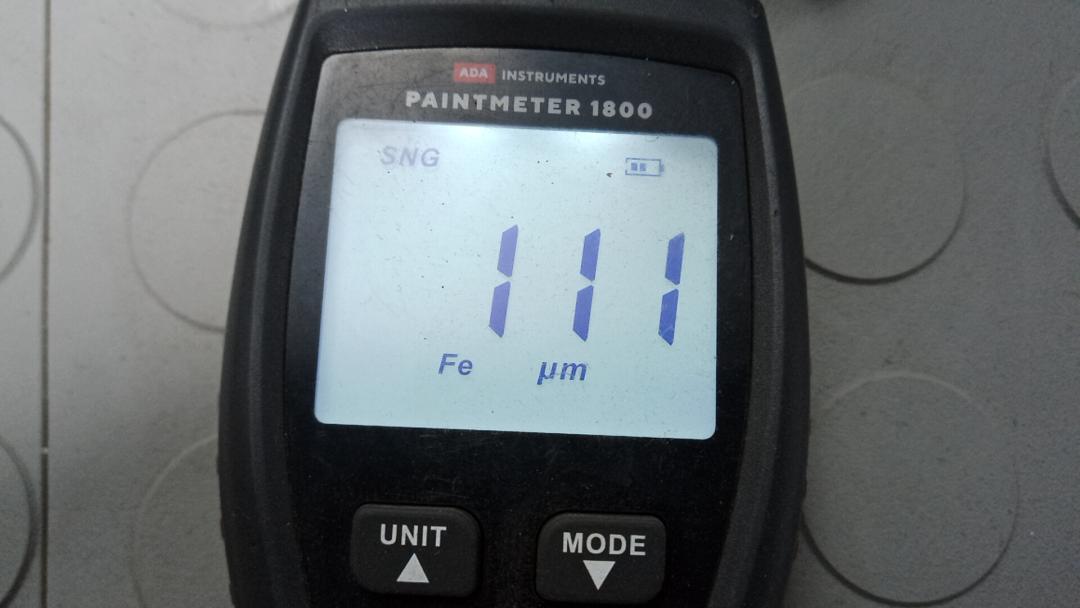 ADA INSTRUMENTS
PAINTMETER 1800
SNG
111
Fe μm
UNIT MODE